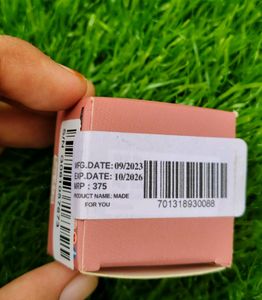 MFG.DATE: 09/2023
EXP.DATE: 10/2026
MRP : 375
PRODUCT NAME: MADE
FOR YOU
701318930088